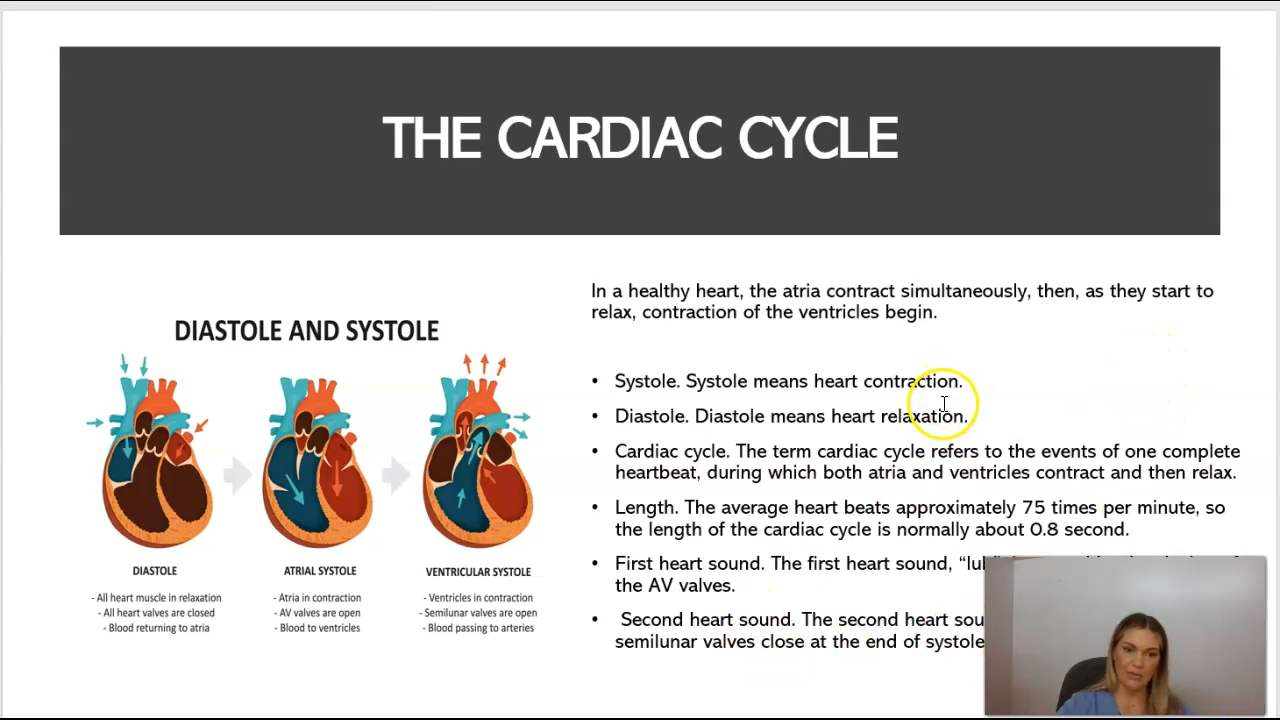 THE CARDIAC CYCLE
DIASTOLE AND SYSTOLE
DIASTOLE
- All heart muscle in relaxation
- All heart valves are closed
- Blood returning to atria
ATRIAL SYSTOLE
- Atria in contraction
- AV valves are open
- Blood to ventricles
VENTRICULAR SYSTOLE
- Ventricles in contraction
- Semilunar valves are open
- Blood passing to arteries
In a healthy heart, the atria contract simultaneously, then, as they start to
relax, contraction of the ventricles begin.
• Systole. Systole means heart contraction.
• Diastole. Diastole means heart relaxation.
• Cardiac cycle. The term cardiac cycle refers to the events of one complete
heartbeat, during which both atria and ventricles contract and then relax.
• Length. The average heart beats approximately 75 times per minute, so
the length of the cardiac cycle is normally about 0.8 second.
• First heart sound. The first heart sound,
the AV valves.
• Second heart sound. The second heart
semilunar valves close at the end of systole